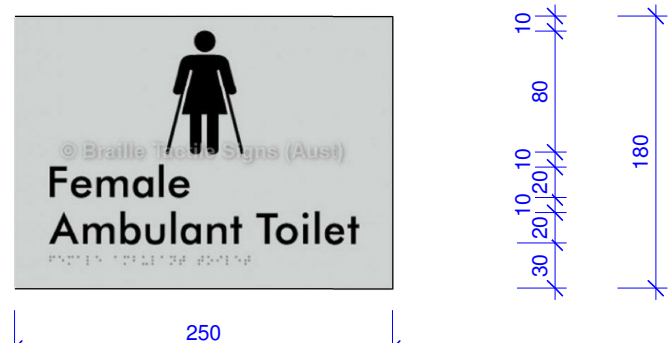 © Braille Tactile Signs (Aust)
Female
Ambulant Toilet
⠋⠑⠍⠁⠇⠑ ⠁⠍⠃⠥⠇⠁⠝⠞ ⠞⠕⠊⠇⠑⠞
10
80
10
20
10
20
30
180
250